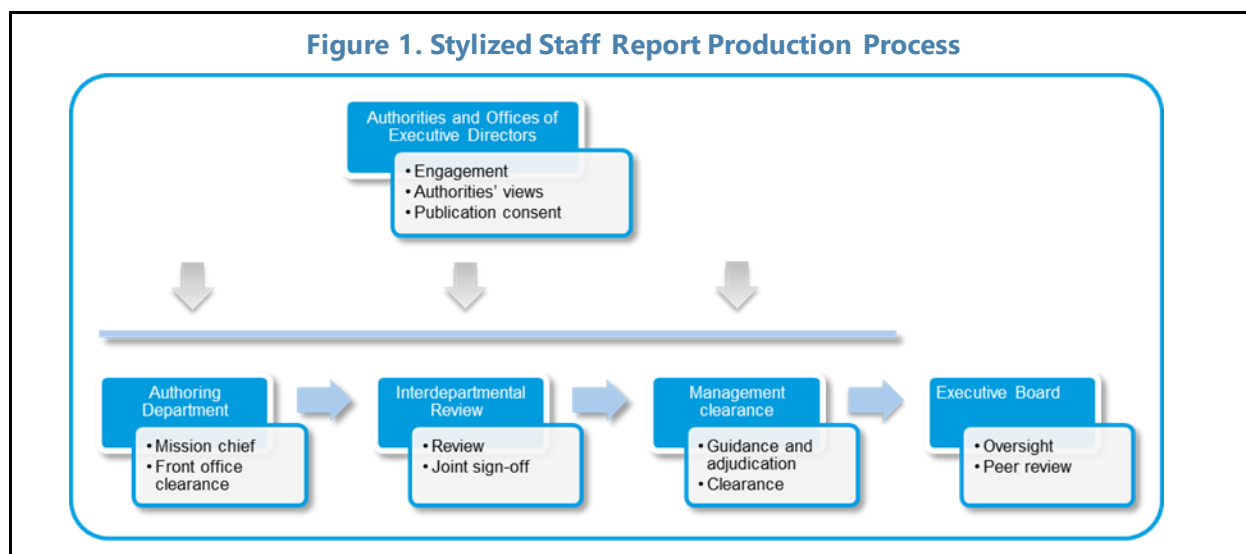 Figure 1. Stylized Staff Report Production Process
Authorities and Offices of
Executive Directors
• Engagement
• Authorities' views
• Publication consent
Authoring
Department
• Mission chief
• Front office
clearance
Interdepartmental
Review
• Review
• Joint sign-off
Management
clearance
• Guidance and
adjudication
• Clearance
Executive Board
• Oversight
• Peer review